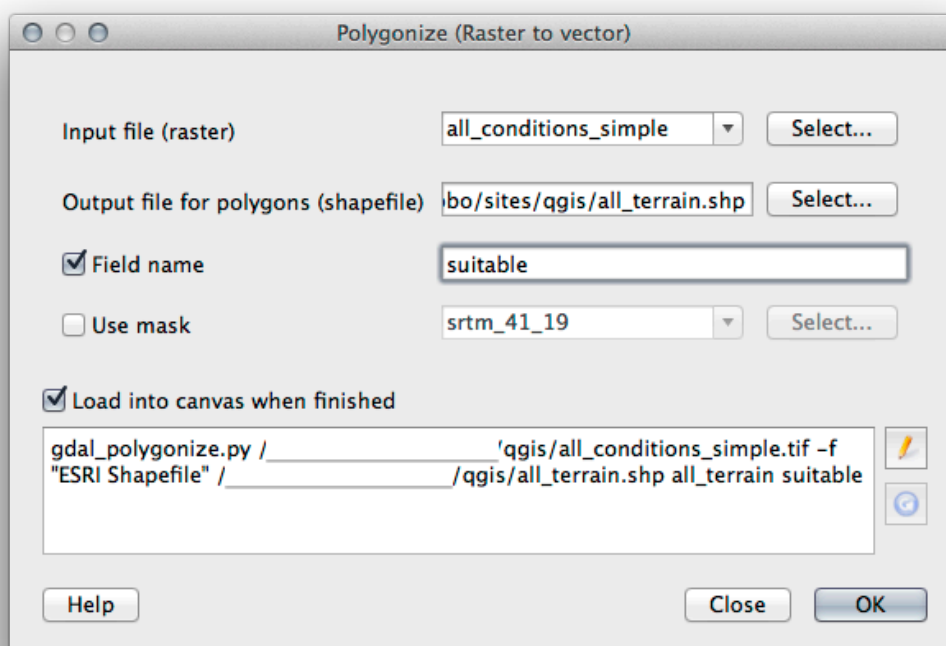 Polygonize (Raster to vector)
Input file (raster) all_conditions_simple Select...
Output file for polygons (shapefile) bo/sites/qgis/all_terrain.shp Select...
Field name suitable
Use mask srtm_41_19 Select...
Load into canvas when finished
gdal_polygonize.py /____________________/qgis/all_conditions_simple.tif -f
"ESRI Shapefile" /____________________/qgis/all_terrain.shp all_terrain suitable
Help Close OK